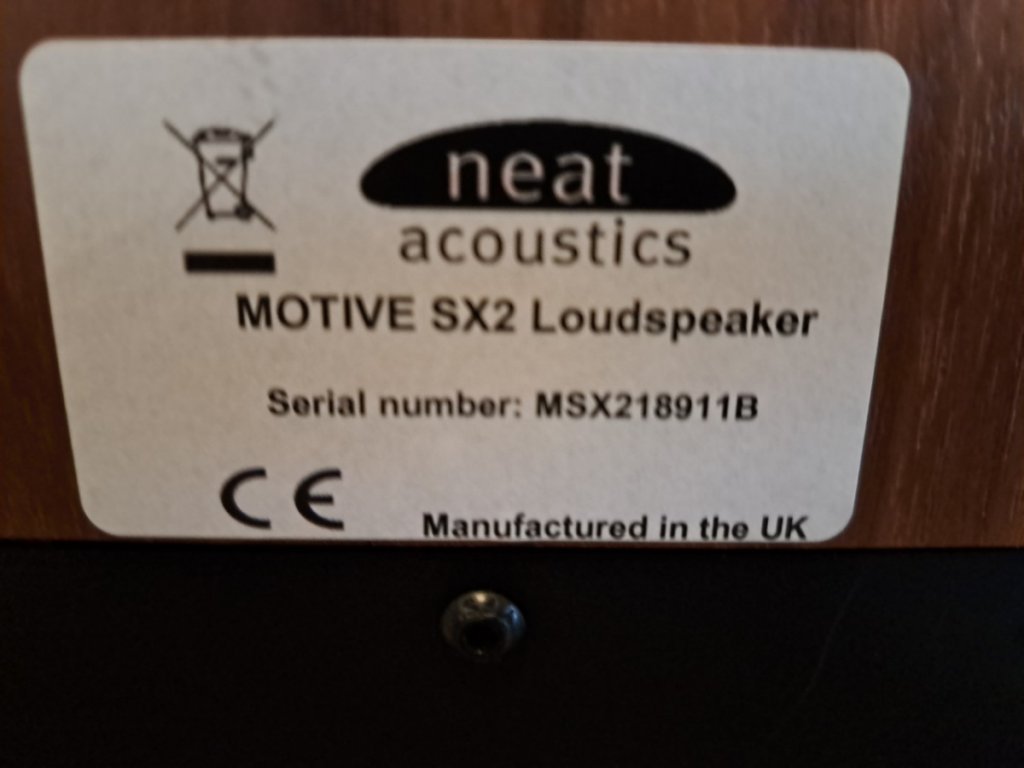 neat
acoustics
MOTIVE SX2 Loudspeaker
Serial number: MSX218911B
CE
Manufactured in the UK